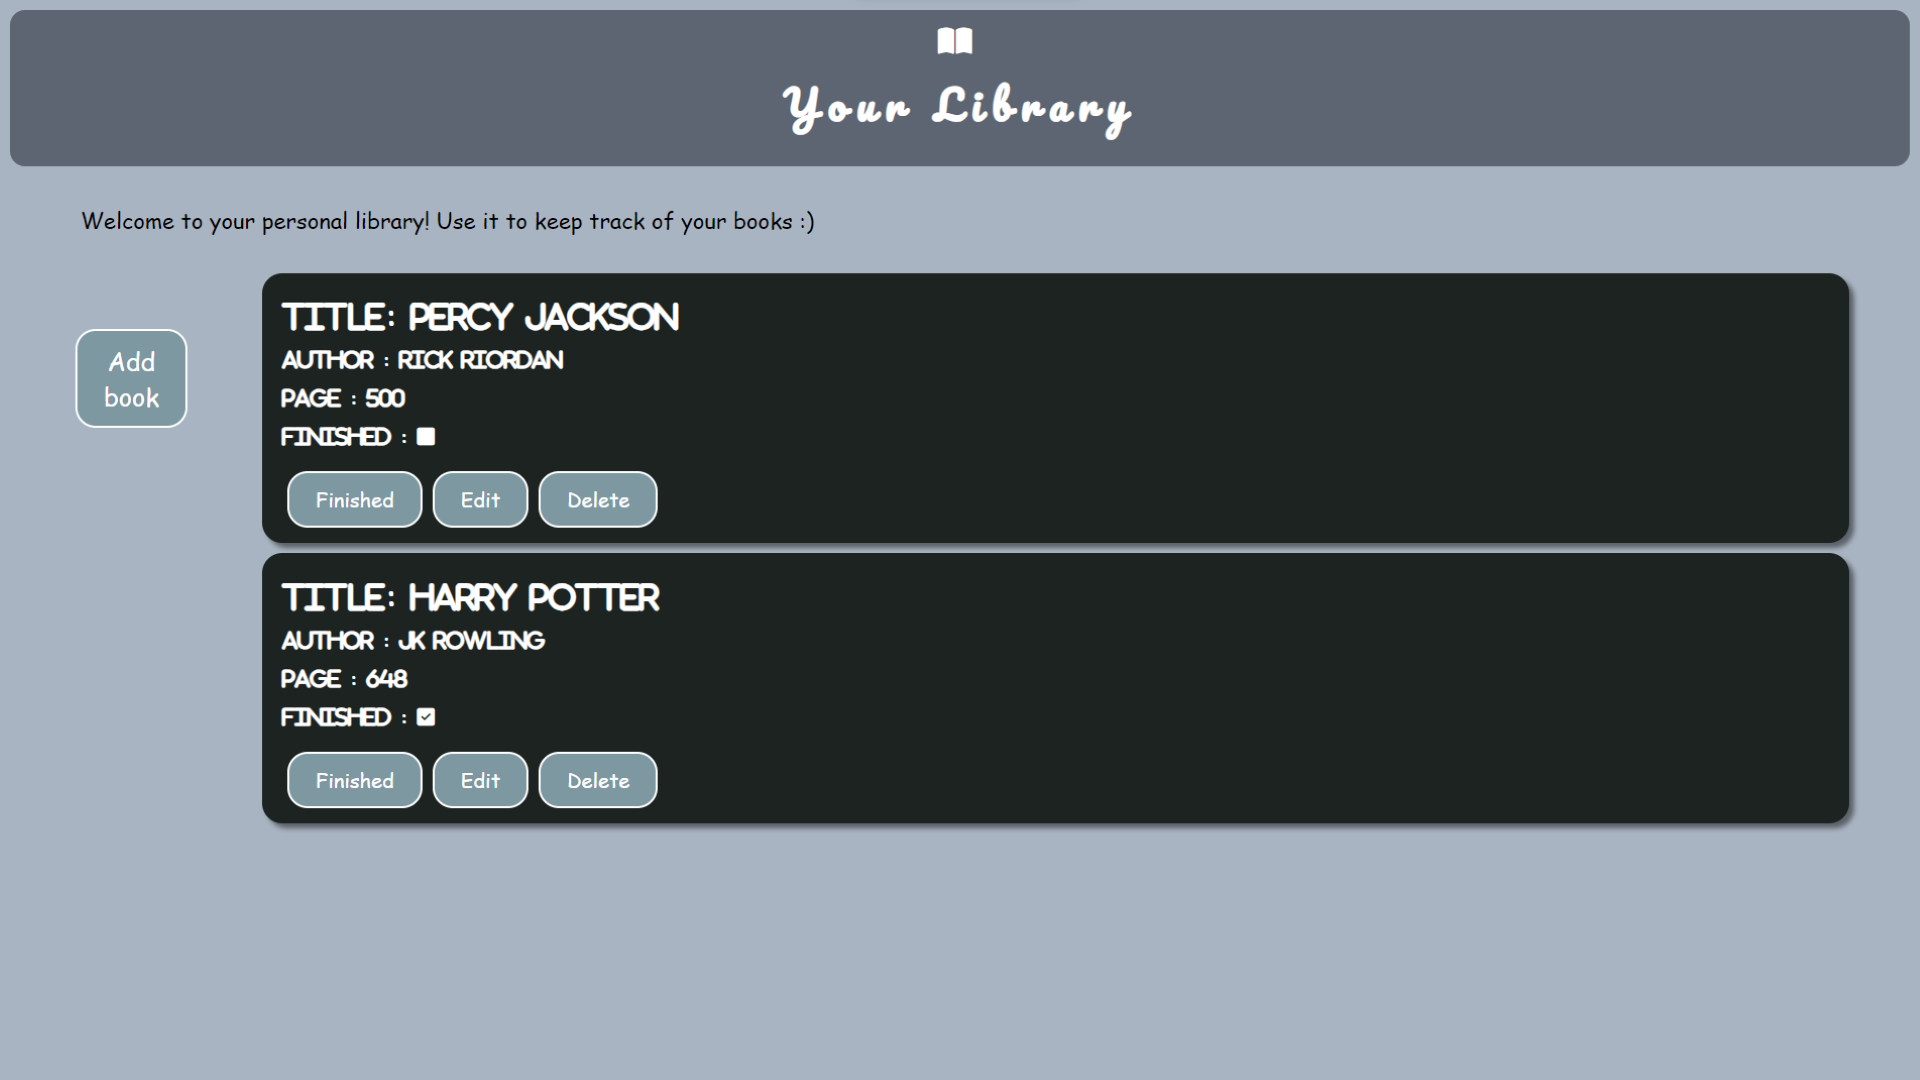 Your Library
Welcome to your personal library! Use it to keep track of your books :)
Add
book
TITLE: PERCY JACKSON
AUTHOR : RICK RIORDAN
PAGE : 500
FINISHED :
Finished Edit Delete
TITLE: HARRY POTTER
AUTHOR : JK ROWLING
PAGE : 648
FINISHED :
Finished Edit Delete